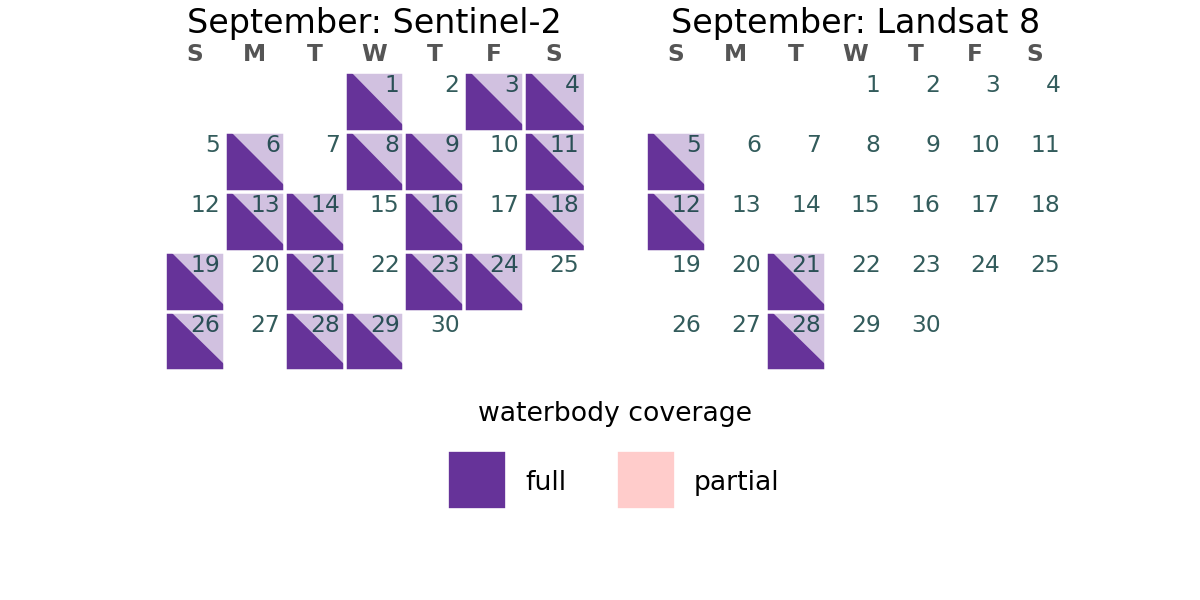 September: Sentinel-2
S M T W T F S
1 2 3 4
5 6 7 8 9 10 11
12 13 14 15 16 17 18
19 20 21 22 23 24 25
26 27 28 29 30
September: Landsat 8
S M T W T F S
1 2 3 4
5 6 7 8 9 10 11
12 13 14 15 16 17 18
19 20 21 22 23 24 25
26 27 28 29 30
waterbody coverage
full partial